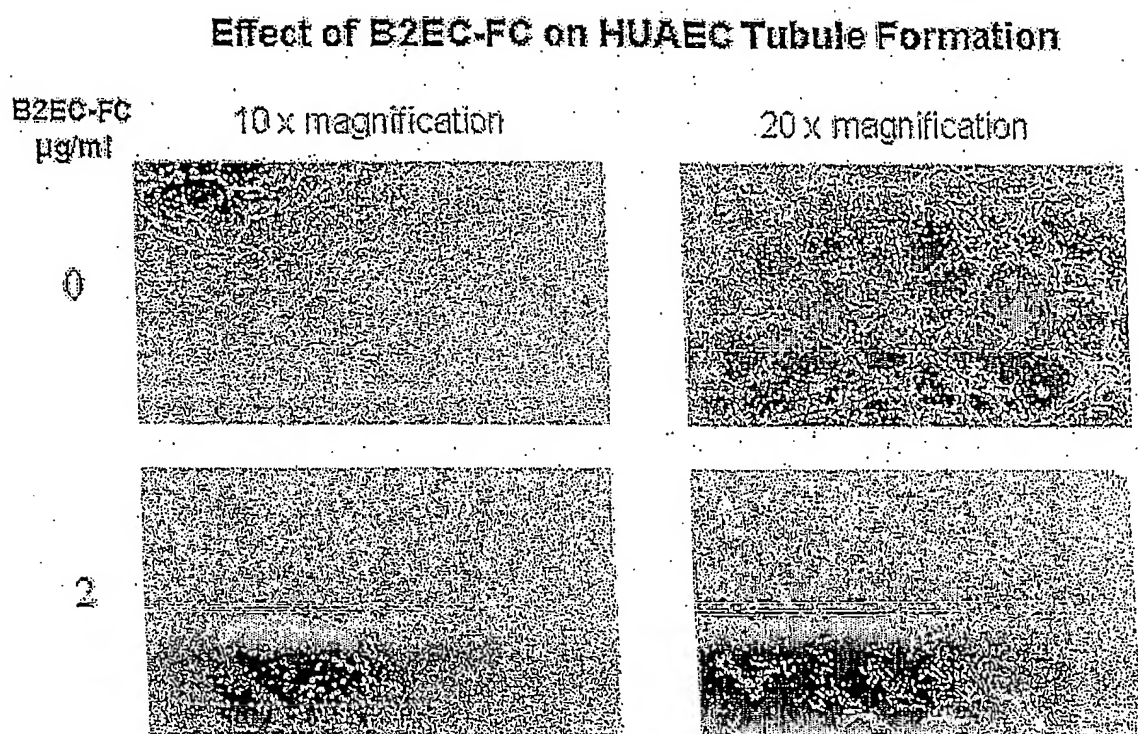 Effect of B2EC-FC on HUAEC Tubule Formation
B2EC-FC
µg/ml
10 x magnification
20 x magnification
0
2